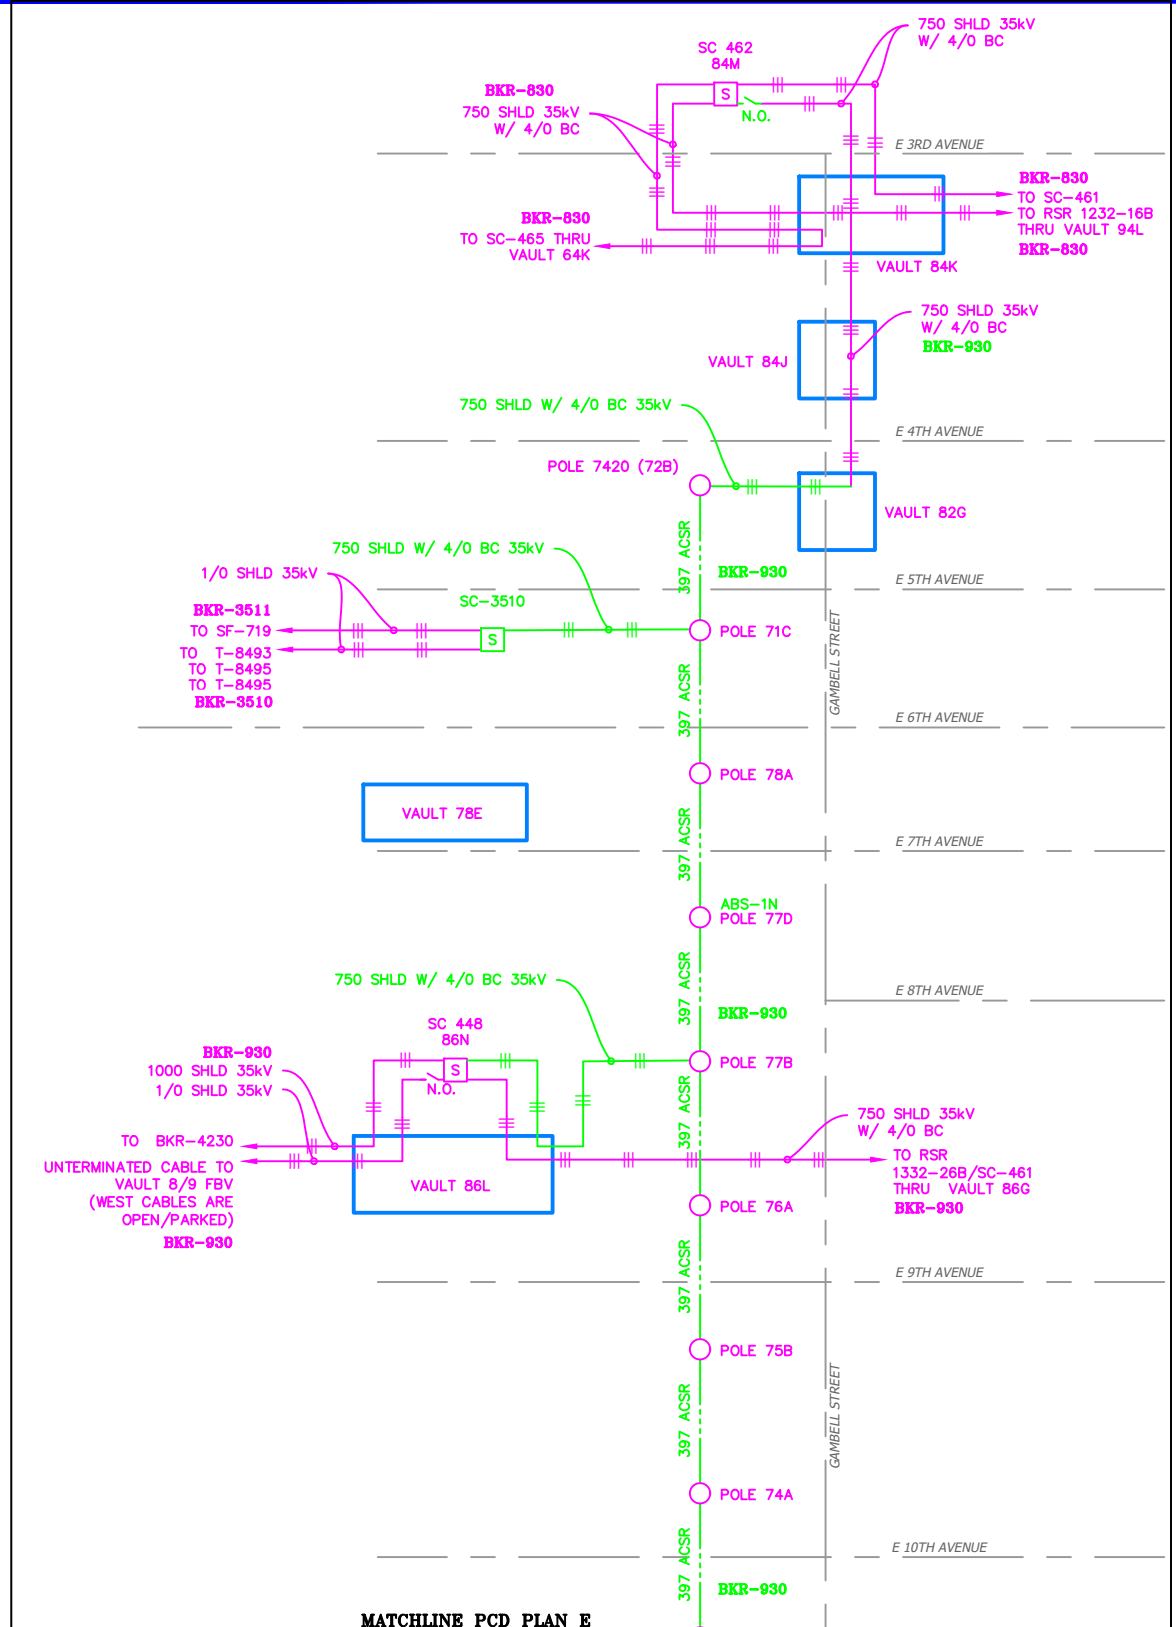 750 SHLD 35kV
W/ 4/0 BC
SC 462
84M
S
N.O.
BKR-830
750 SHLD 35kV
W/ 4/0 BC
E 3RD AVENUE
BKR-830
TO SC-461
TO RSR 1232-16B
THRU VAULT 94L
BKR-830
BKR-830
TO SC-465 THRU
VAULT 64K
VAULT 84K
750 SHLD 35kV
W/ 4/0 BC
BKR-930
VAULT 84J
750 SHLD W/ 4/0 BC 35kV
E 4TH AVENUE
POLE 7420 (72B)
VAULT 82G
397 ACSR
750 SHLD W/ 4/0 BC 35kV
BKR-930
1/0 SHLD 35kV
E 5TH AVENUE
SC-3510
BKR-3511
TO SF-719
S
POLE 71C
TO T-8493
TO T-8495
TO T-8495
BKR-3510
GAMBELL STREET
397 ACSR
E 6TH AVENUE
POLE 78A
VAULT 78E
397 ACSR
E 7TH AVENUE
ABS-1N
POLE 77D
750 SHLD W/ 4/0 BC 35kV
397 ACSR
E 8TH AVENUE
BKR-930
SC 448
86N
S
N.O.
BKR-930
1000 SHLD 35kV
1/0 SHLD 35kV
POLE 77B
397 ACSR
750 SHLD 35kV
W/ 4/0 BC
TO BKR-4230
UNTERMINATED CABLE TO
VAULT 8/9 FBV
(WEST CABLES ARE
OPEN/PARKED)
BKR-930
VAULT 86L
TO RSR
1332-26B/SC-461
THRU VAULT 86G
BKR-930
POLE 76A
397 ACSR
E 9TH AVENUE
POLE 75B
397 ACSR
GAMBELL STREET
POLE 74A
397 ACSR
E 10TH AVENUE
BKR-930
MATCHLINE PCD PLAN E